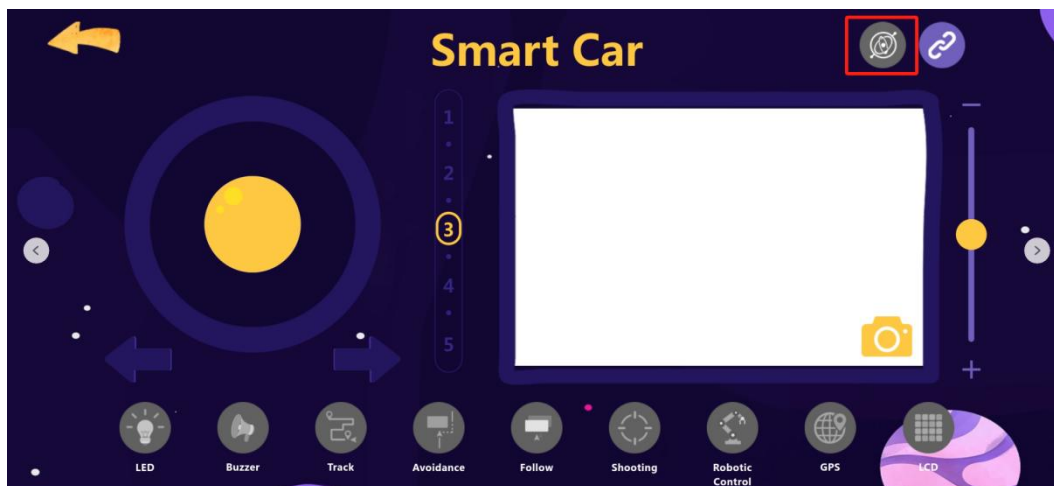 Smart Car
1
2
3
4
5
LED
Buzzer
Track
Avoidance
Follow
Shooting
Robotic
Control
GPS
LCD